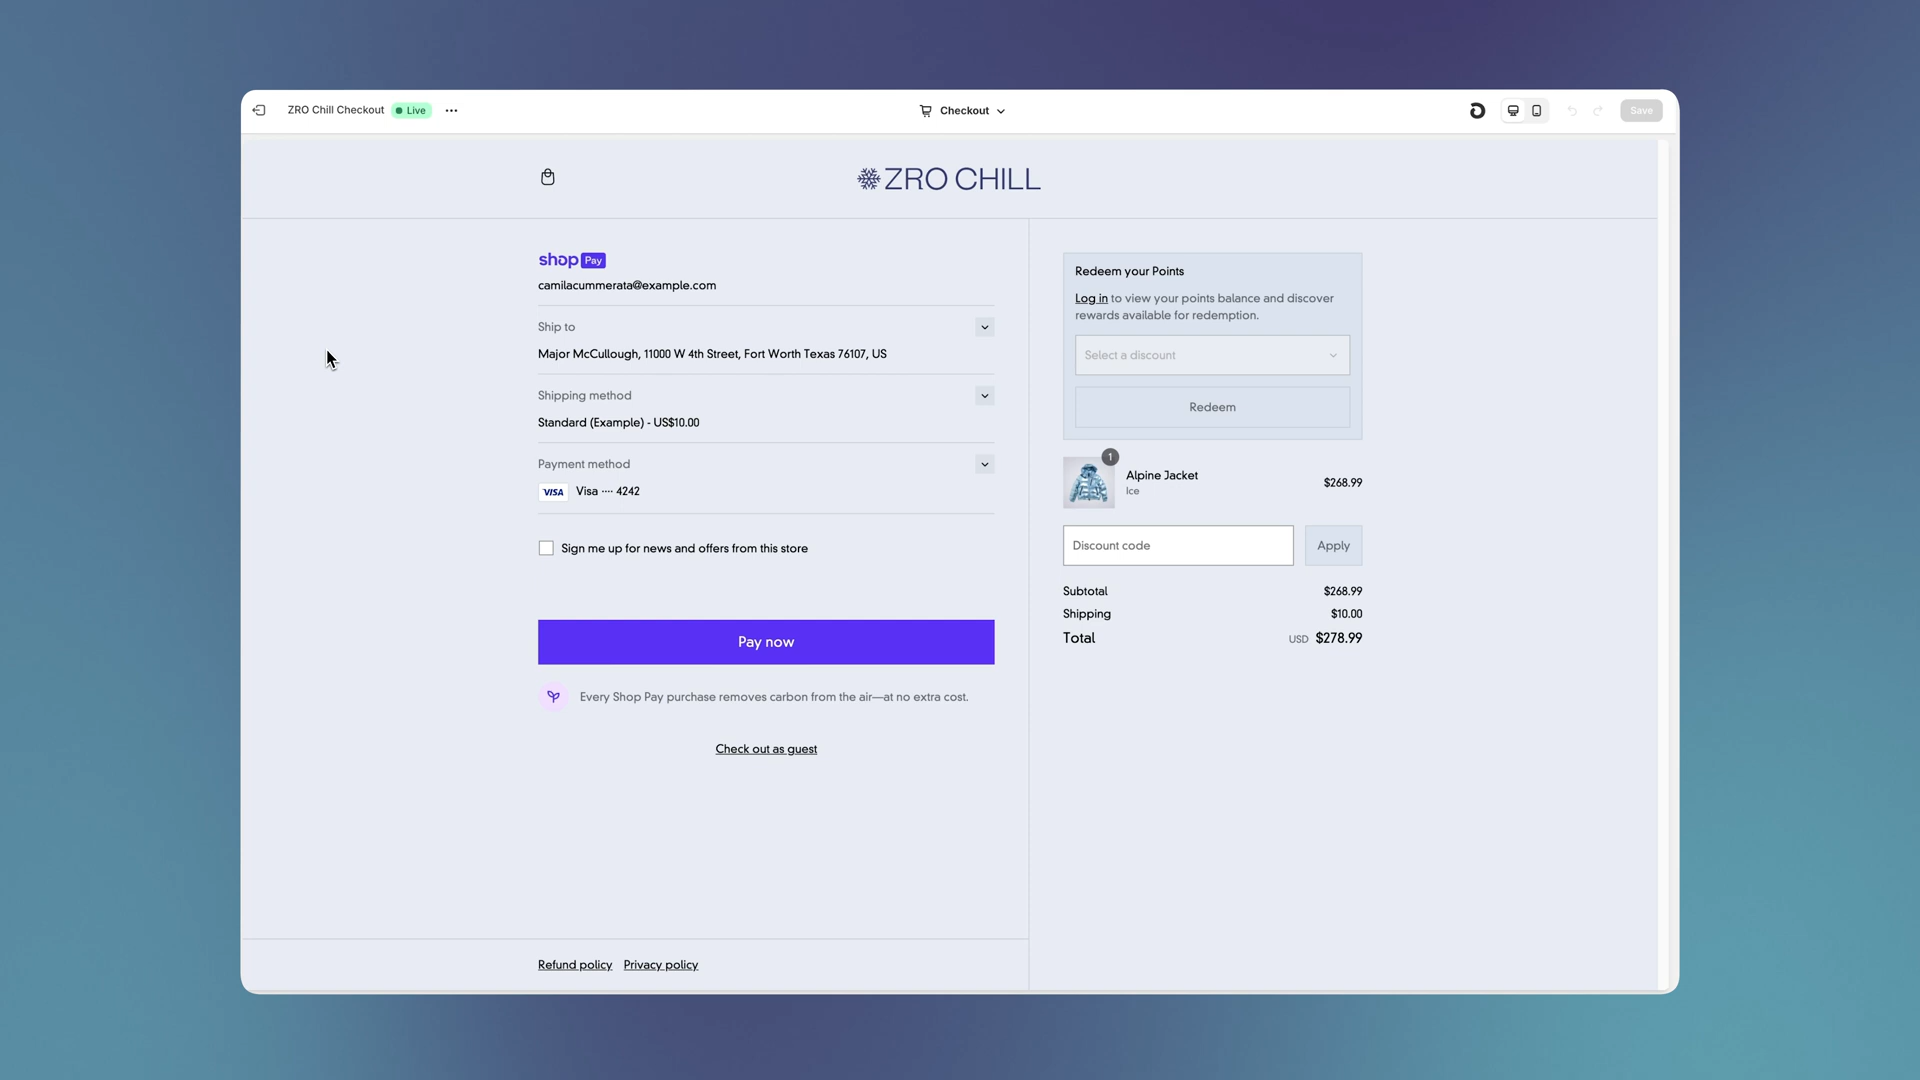 ZRO Chill Checkout
Live
Checkout
Save
ZRO CHILL
shop Pay
camilacummerata@example.com
Ship to
Major McCullough, 11000 W 4th Street, Fort Worth Texas 76107, US
Shipping method
Standard (Example) - US$10.00
Payment method
VISA Visa ···· 4242
Sign me up for news and offers from this store
Pay now
Every Shop Pay purchase removes carbon from the air—at no extra cost.
Check out as guest
Refund policy Privacy policy
Redeem your Points
Log in to view your points balance and discover
rewards available for redemption.
Select a discount
Redeem
1
Alpine Jacket
Ice
$268.99
Discount code
Apply
Subtotal $268.99
Shipping $10.00
Total USD $278.99